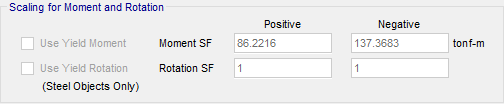 Scaling for Moment and Rotation
Positive Negative
Use Yield Moment Moment SF 86.2216 137.3683 tonf-m
Use Yield Rotation Rotation SF 1 1
(Steel Objects Only)